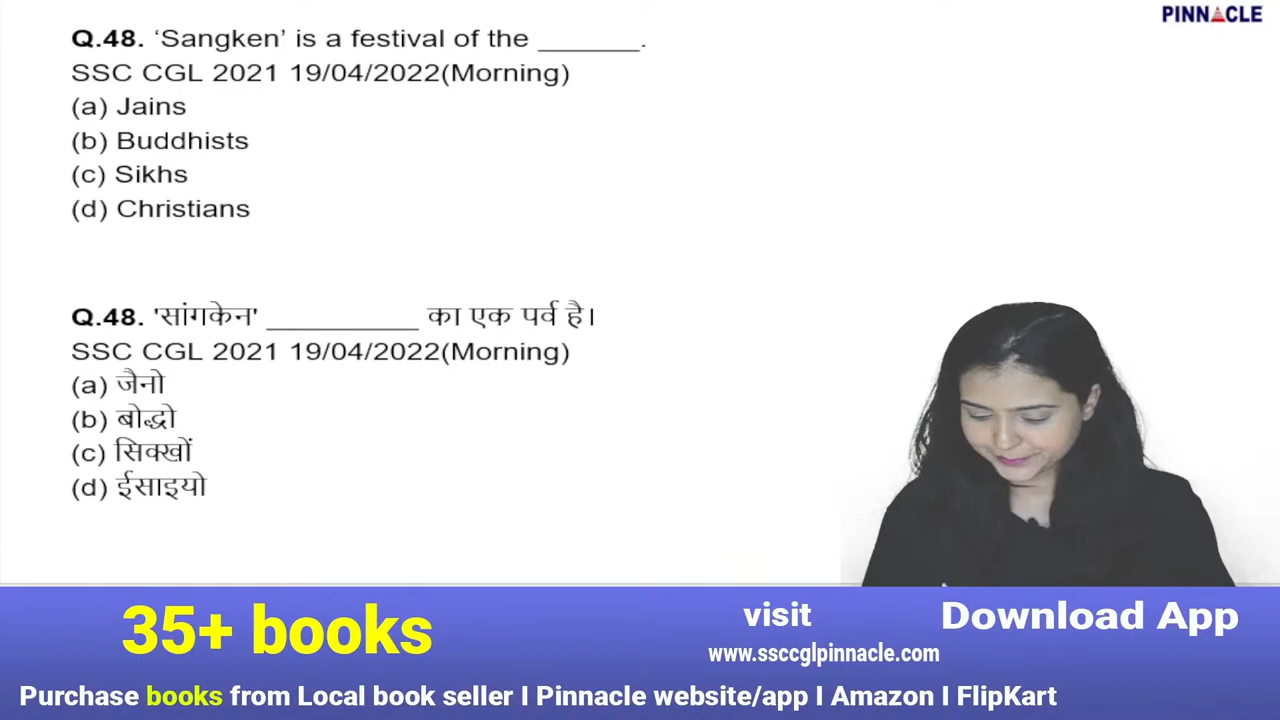 PINNACLE
Q.48. ‘Sangken’ is a festival of the _______.
SSC CGL 2021 19/04/2022(Morning)
(a) Jains
(b) Buddhists
(c) Sikhs
(d) Christians
Q.48. 'सांगकेन' __________ का एक पर्व है।
SSC CGL 2021 19/04/2022(Morning)
(a) जैनो
(b) बोद्धो
(c) सिक्खों
(d) ईसाइयो
35+ books
visit
www.ssccglpinnacle.com
Download App
Purchase books from Local book seller I Pinnacle website/app I Amazon I FlipKart